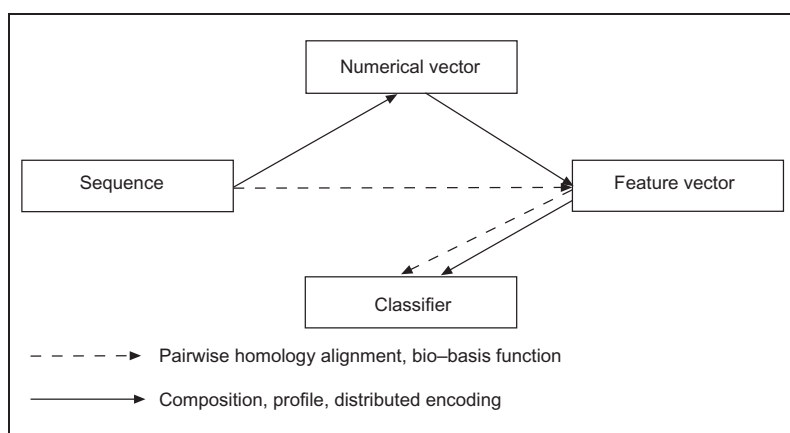 Numerical vector
Sequence
Feature vector
Classifier
Pairwise homology alignment, bio–basis function
Composition, profile, distributed encoding